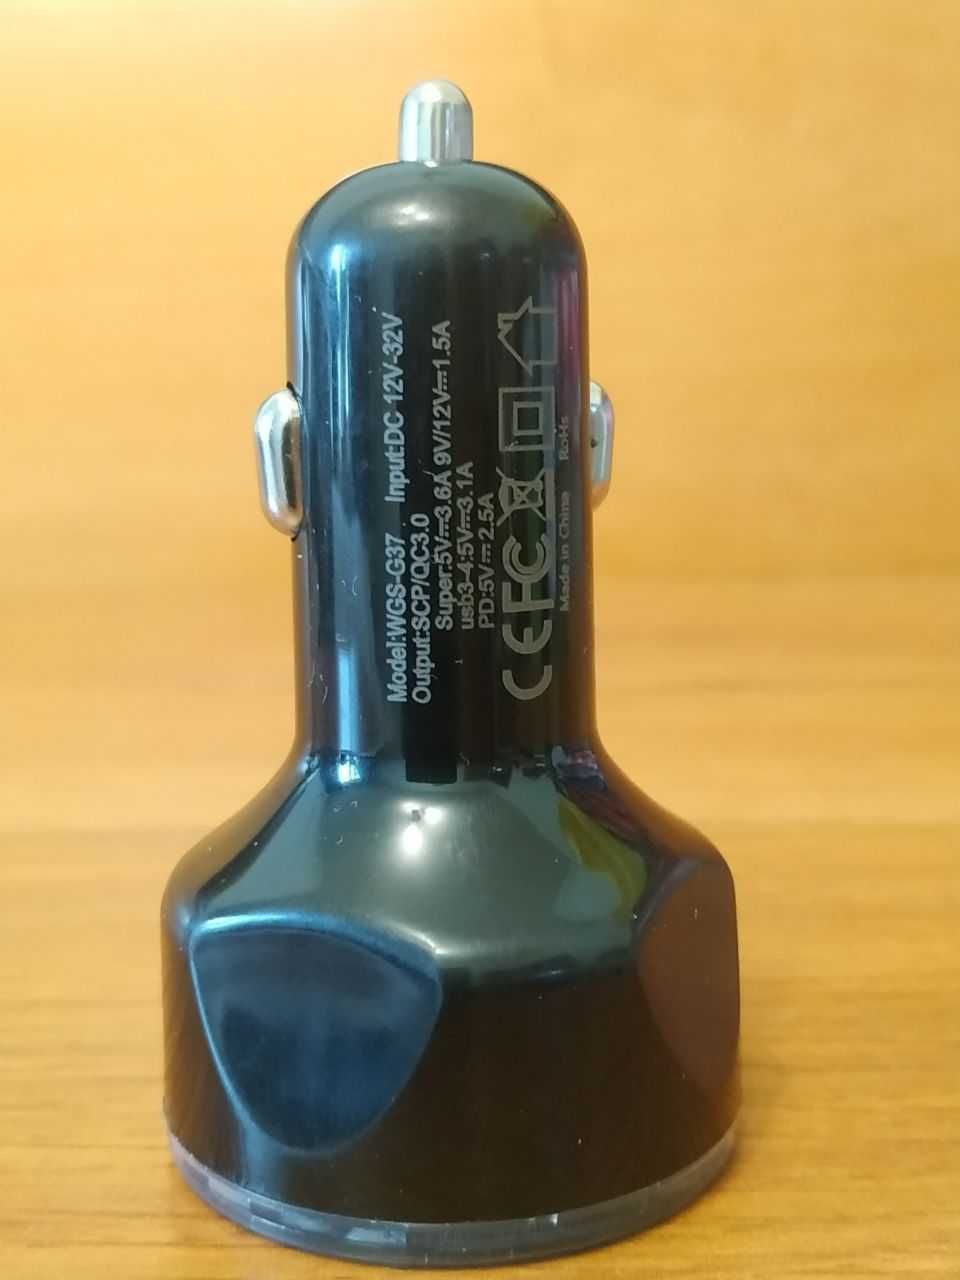 Model:WGS-G37 Input:DC 12V-32V
Output:SCP/QC3.0
Super:5V⎓3.6A 9V/12V⎓1.5A
usb3-4:5V⎓3.1A
PD:5V⎓2.5A
CE FC
Made in China RoHs